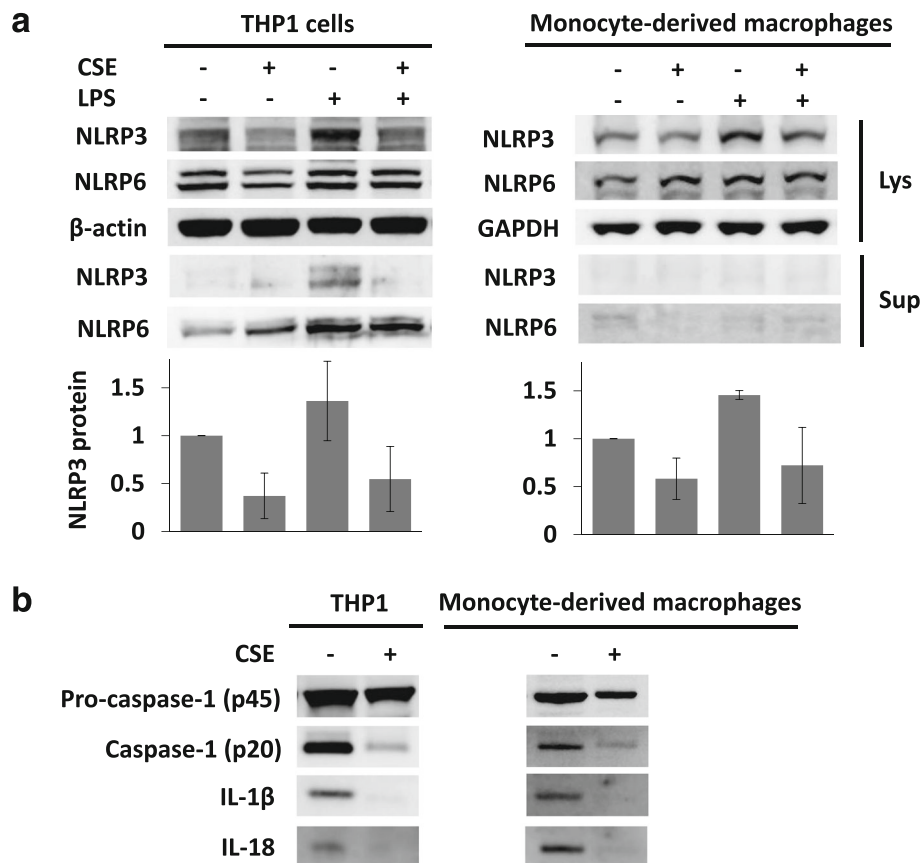 a
THP1 cells
CSE - + - +
LPS - - + +
NLRP3
NLRP6
β-actin
NLRP3
NLRP6
NLRP3 protein
1.5
1
0.5
0
Monocyte-derived macrophages
- + - +
- - + +
NLRP3
NLRP6
GAPDH
Lys
NLRP3
NLRP6
Sup
1.5
1
0.5
0
b
THP1 Monocyte-derived macrophages
CSE - + - +
Pro-caspase-1 (p45)
Caspase-1 (p20)
IL-1β
IL-18